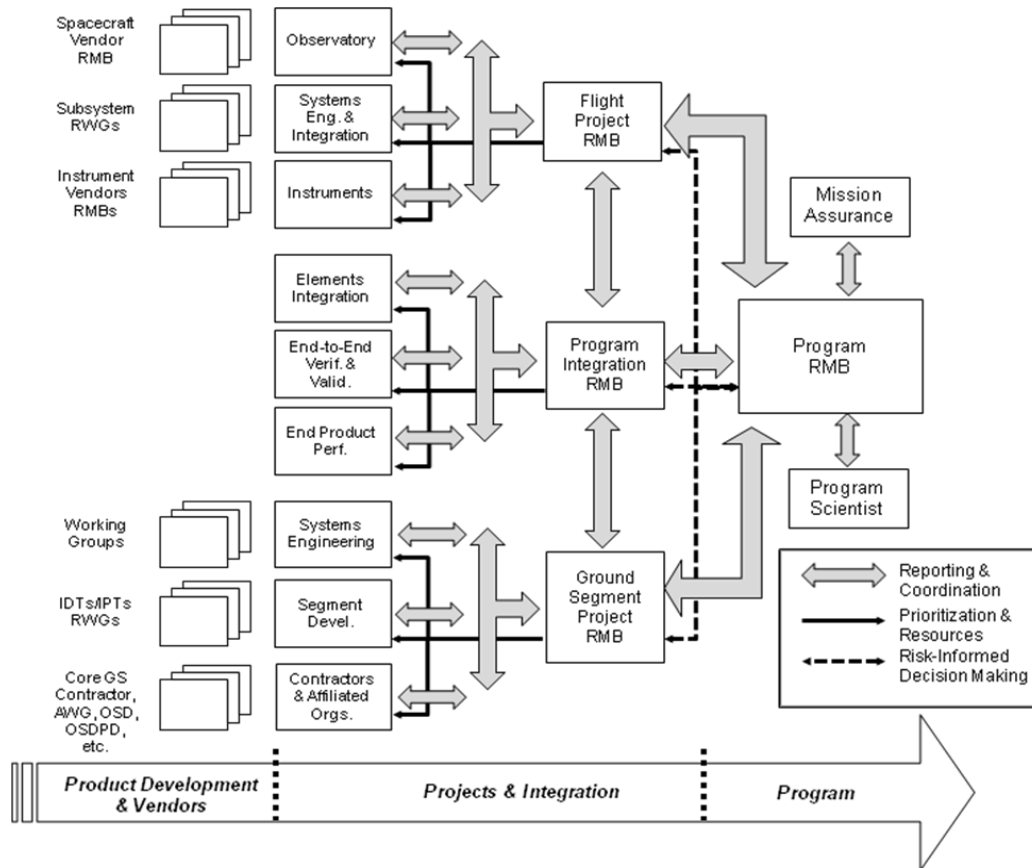 Spacecraft
Vendor
RMB
Observatory
Subsystem
RWGs
Systems
Eng. &
Integration
Flight
Project
RMB
Instrument
Vendors
RMBs
Instruments
Mission
Assurance
Elements
Integration
End-to-End
Verif. &
Valid.
Program
Integration
RMB
Program
RMB
End Product
Perf.
Program
Scientist
Working
Groups
Systems
Engineering
IDTs/IPTs
RWGs
Segment
Devel.
Ground
Segment
Project
RMB
Core GS
Contractor,
AWG, OSD,
OSDPD,
etc.
Contractors
& Affiliated
Orgs.
Reporting &
Coordination
Prioritization &
Resources
Risk-Informed
Decision Making
Product Development
& Vendors
Projects & Integration
Program